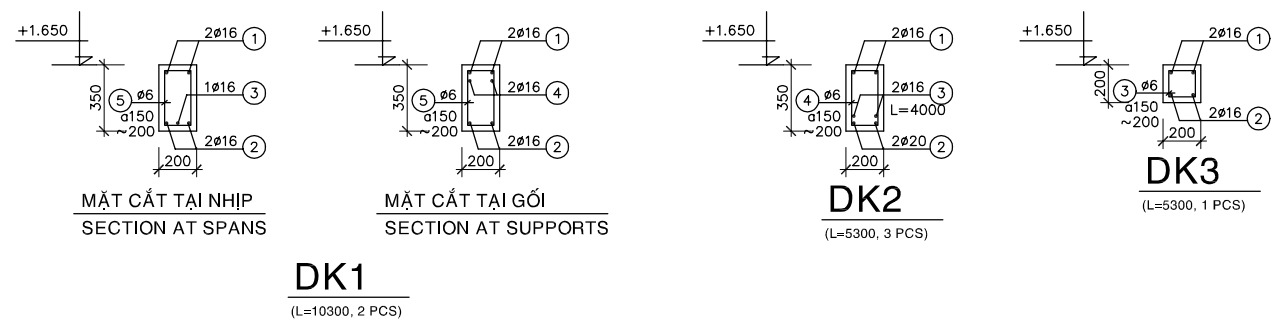 +1.650
2ø16 1
350
5 ø6 1ø16 3
a150
~200
2ø16 2
200
MẶT CẮT TẠI NHỊP
SECTION AT SPANS
+1.650
2ø16 1
350
5 ø6 2ø16 4
a150
~200
2ø16 2
200
MẶT CẮT TẠI GỐI
SECTION AT SUPPORTS
DK1
(L=10300, 2 PCS)
+1.650
2ø16 1
350
4 ø6 2ø16 3
a150 L=4000
~200
2ø20 2
200
DK2
(L=5300, 3 PCS)
+1.650
2ø16 1
200
3 ø6
a150
~200
2ø16 2
200
DK3
(L=5300, 1 PCS)